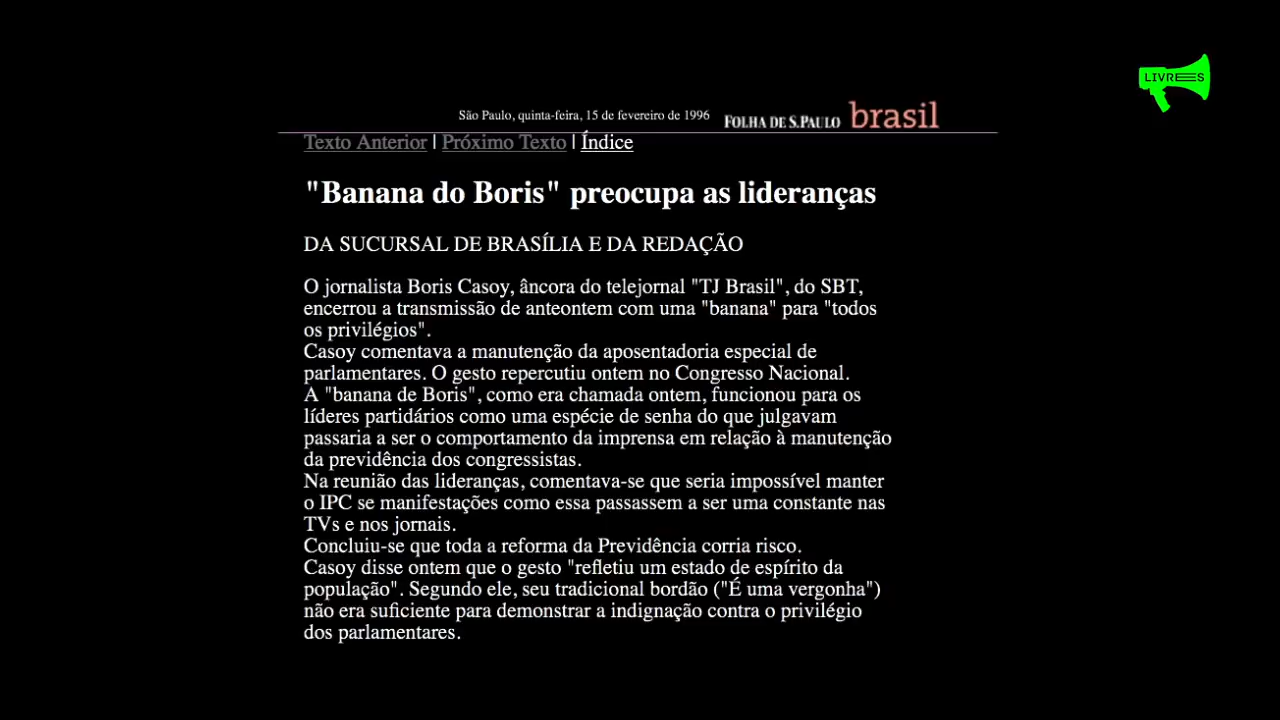 LIVRES
São Paulo, quinta-feira, 15 de fevereiro de 1996 FOLHA DE S.PAULO brasil
Texto Anterior | Próximo Texto | Índice
"Banana do Boris" preocupa as lideranças
DA SUCURSAL DE BRASÍLIA E DA REDAÇÃO
O jornalista Boris Casoy, âncora do telejornal "TJ Brasil", do SBT,
encerrou a transmissão de anteontem com uma "banana" para "todos
os privilégios".
Casoy comentava a manutenção da aposentadoria especial de
parlamentares. O gesto repercutiu ontem no Congresso Nacional.
A "banana de Boris", como era chamada ontem, funcionou para os
líderes partidários como uma espécie de senha do que julgavam
passaria a ser o comportamento da imprensa em relação à manutenção
da previdência dos congressistas.
Na reunião das lideranças, comentava-se que seria impossível manter
o IPC se manifestações como essa passassem a ser uma constante nas
TVs e nos jornais.
Concluiu-se que toda a reforma da Previdência corria risco.
Casoy disse ontem que o gesto "refletiu um estado de espírito da
população". Segundo ele, seu tradicional bordão ("É uma vergonha")
não era suficiente para demonstrar a indignação contra o privilégio
dos parlamentares.